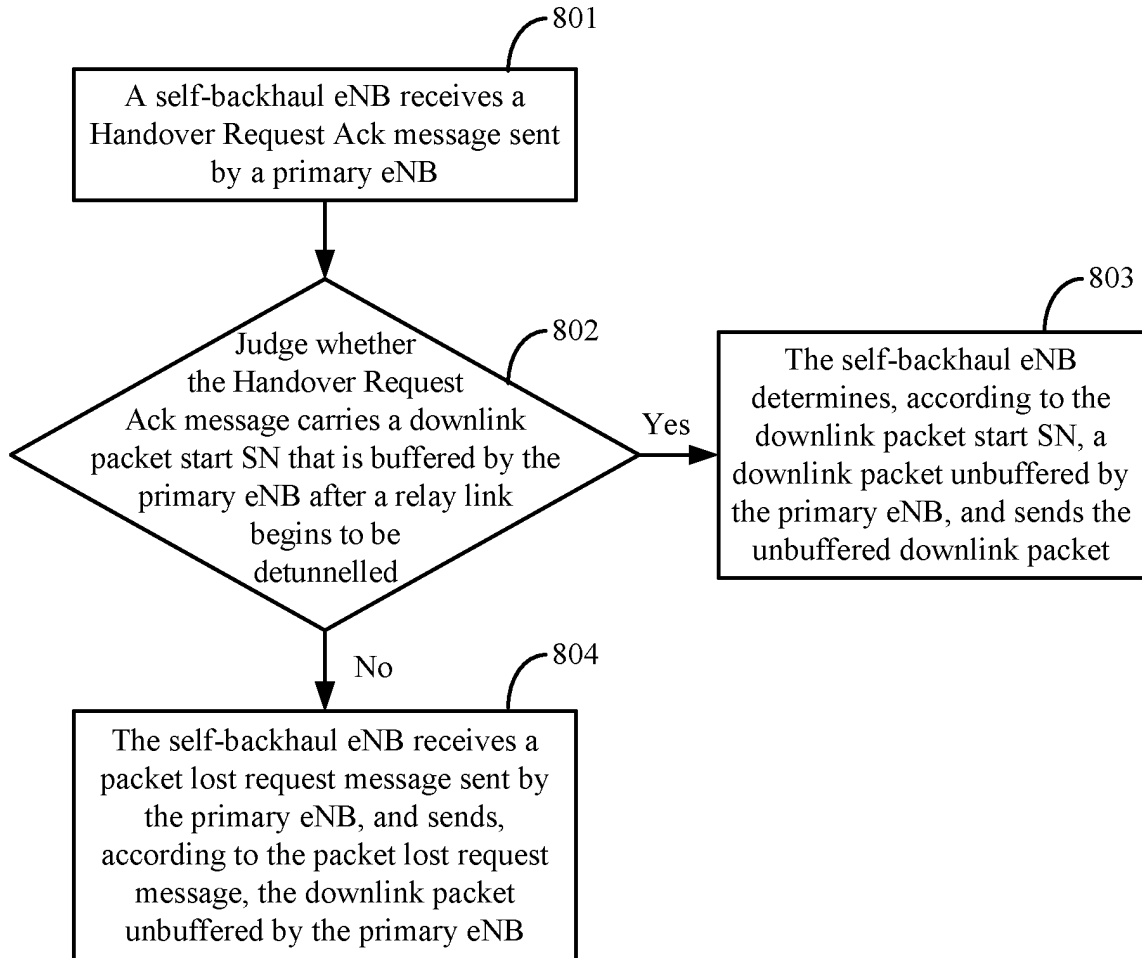 801
A self-backhaul eNB receives a
Handover Request Ack message sent
by a primary eNB
802
Judge whether
the Handover Request
Ack message carries a downlink
packet start SN that is buffered by the
primary eNB after a relay link
begins to be
detunnelled
Yes
803
The self-backhaul eNB
determines, according to the
downlink packet start SN, a
downlink packet unbuffered by
the primary eNB, and sends the
unbuffered downlink packet
No
804
The self-backhaul eNB receives a
packet lost request message sent by
the primary eNB, and sends,
according to the packet lost request
message, the downlink packet
unbuffered by the primary eNB